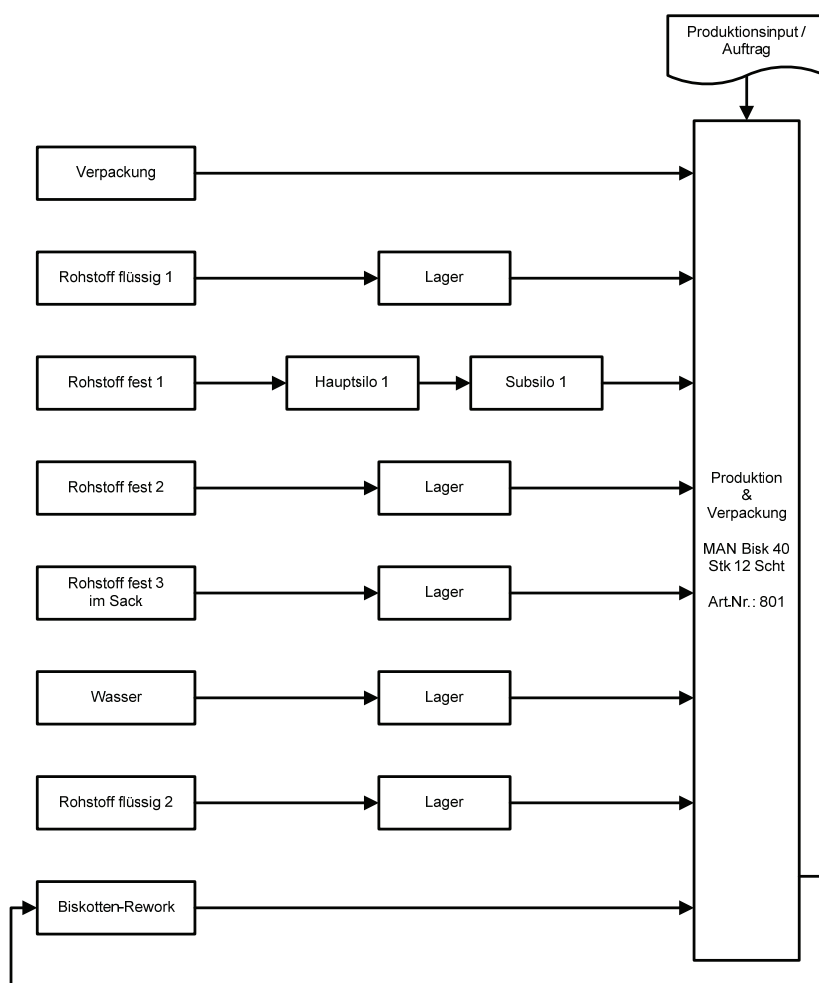 Produktionsinput /
Auftrag
Verpackung
Rohstoff flüssig 1
Lager
Rohstoff fest 1
Hauptsilo 1
Subsilo 1
Rohstoff fest 2
Lager
Rohstoff fest 3
im Sack
Lager
Wasser
Lager
Rohstoff flüssig 2
Lager
Biskotten-Rework
Produktion
&
Verpackung
MAN Bisk 40
Stk 12 Scht
Art.Nr.: 801